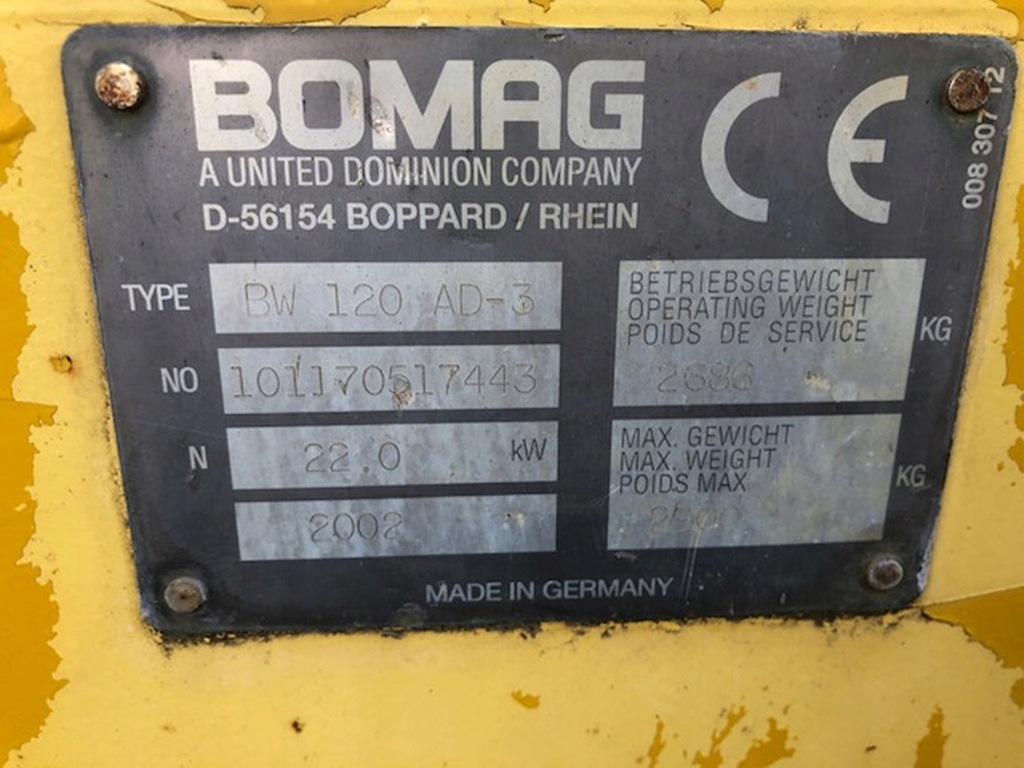 BOMAG
A UNITED DOMINION COMPANY
D-56154 BOPPARD / RHEIN
CE
008 307 12
TYPE BW 120 AD-3
NO 101170517443
N 22.0 kW
2002
BETRIEBSGEWICHT
OPERATING WEIGHT
POIDS DE SERVICE KG
2686
MAX. GEWICHT
MAX. WEIGHT
POIDS MAX KG
MADE IN GERMANY